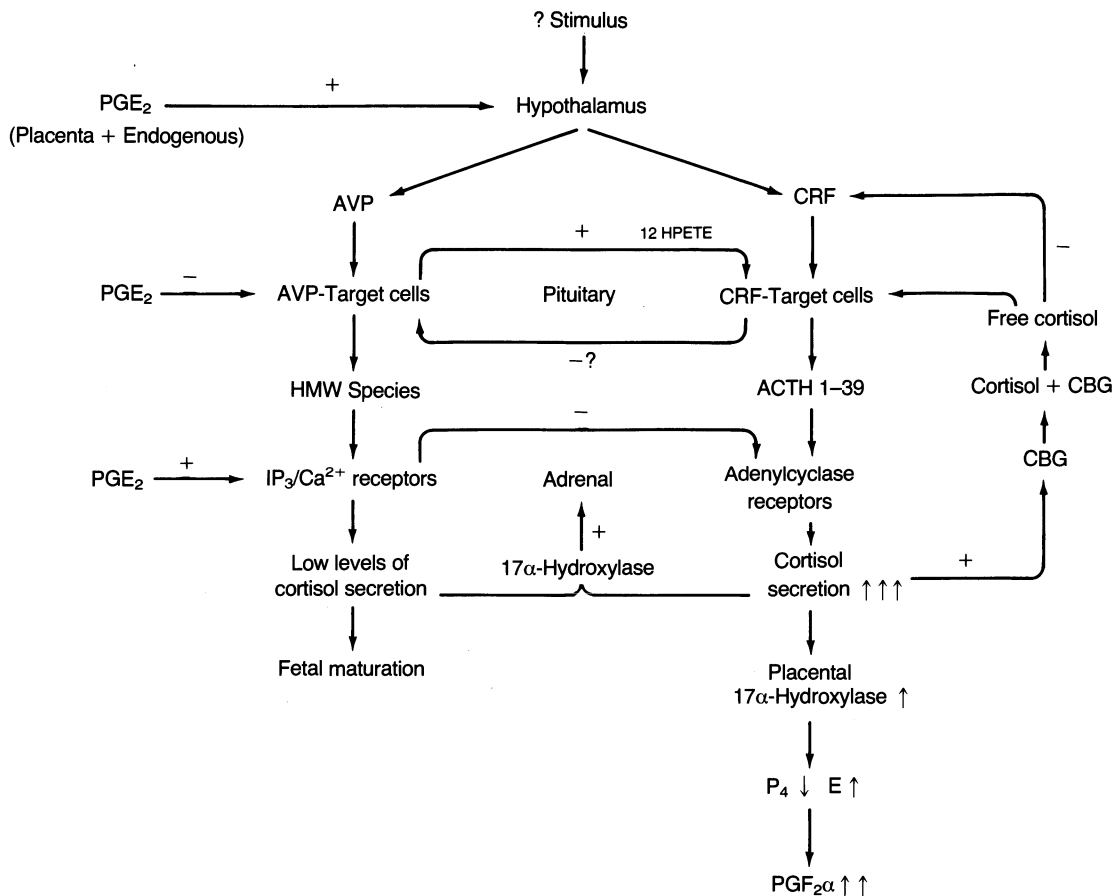 ? Stimulus
+
PGE₂
Hypothalamus
(Placenta + Endogenous)
AVP
CRF
+
12 HPETE
−
−
PGE₂
AVP-Target cells
Pituitary
CRF-Target cells
Free cortisol
−?
HMW Species
ACTH 1–39
Cortisol + CBG
−
+
CBG
PGE₂
IP₃/Ca²⁺ receptors
Adrenal
Adenylcyclase
receptors
+
Low levels of
cortisol secretion
17α-Hydroxylase
Cortisol
secretion ↑↑↑
+
Fetal maturation
Placental
17α-Hydroxylase ↑
P₄ ↓ E ↑
PGF₂α ↑↑